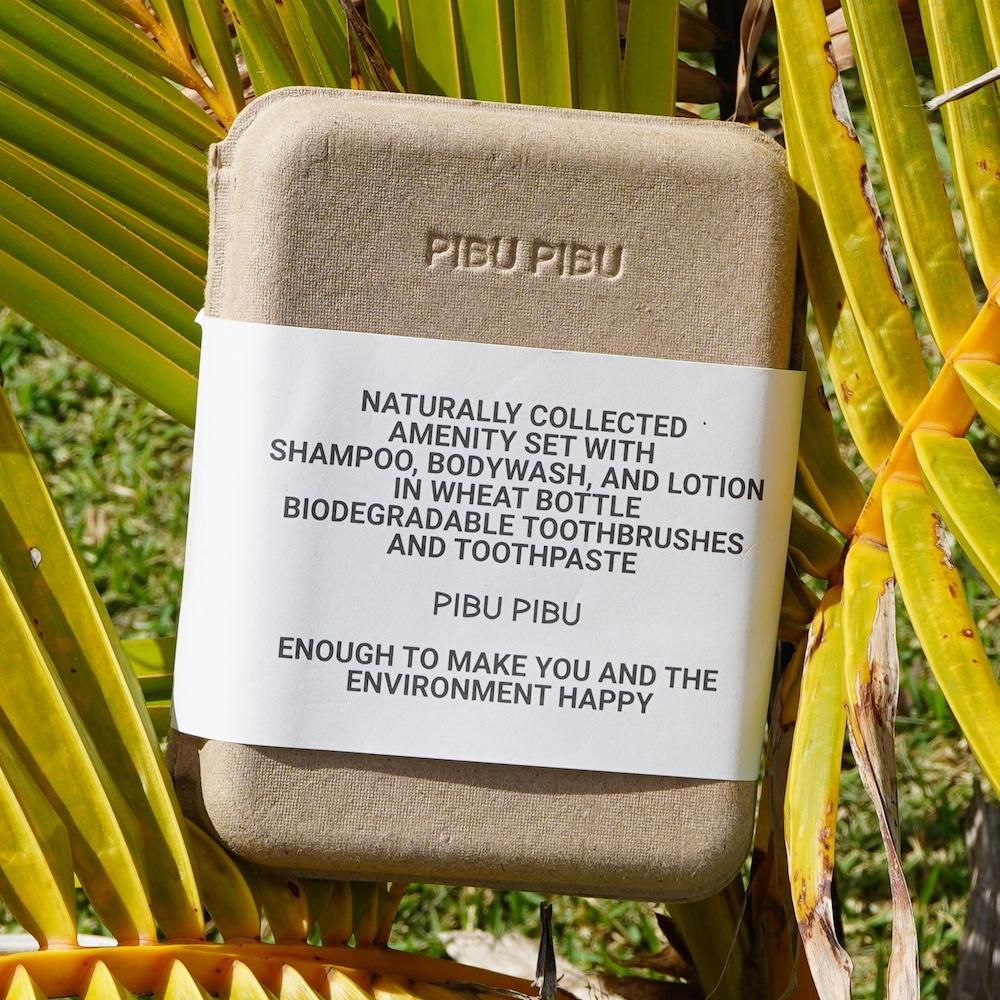 PIBU PIBU
NATURALLY COLLECTED
AMENITY SET WITH
SHAMPOO, BODYWASH, AND LOTION
IN WHEAT BOTTLE
BIODEGRADABLE TOOTHBRUSHES
AND TOOTHPASTE
PIBU PIBU
ENOUGH TO MAKE YOU AND THE
ENVIRONMENT HAPPY